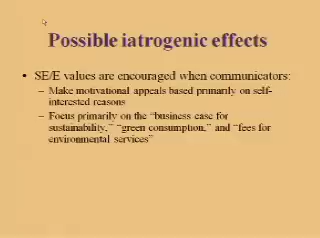 Possible iatrogenic effects
• SE/E values are encouraged when communicators:
– Make motivational appeals based primarily on self-
interested reasons
– Focus primarily on the “business case for
sustainability,” “green consumption,” and “fees for
environmental services”